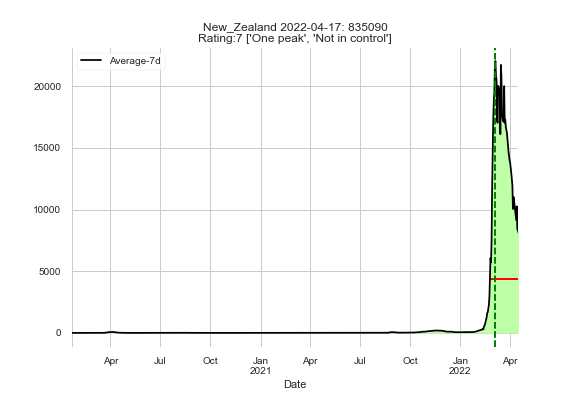 New_Zealand 2022-04-17: 835090
Rating:7 ['One peak', 'Not in control']
Average-7d
20000
15000
10000
5000
0
Apr Jul Oct Jan Apr Jul Oct Jan Apr
2021 2022
Date